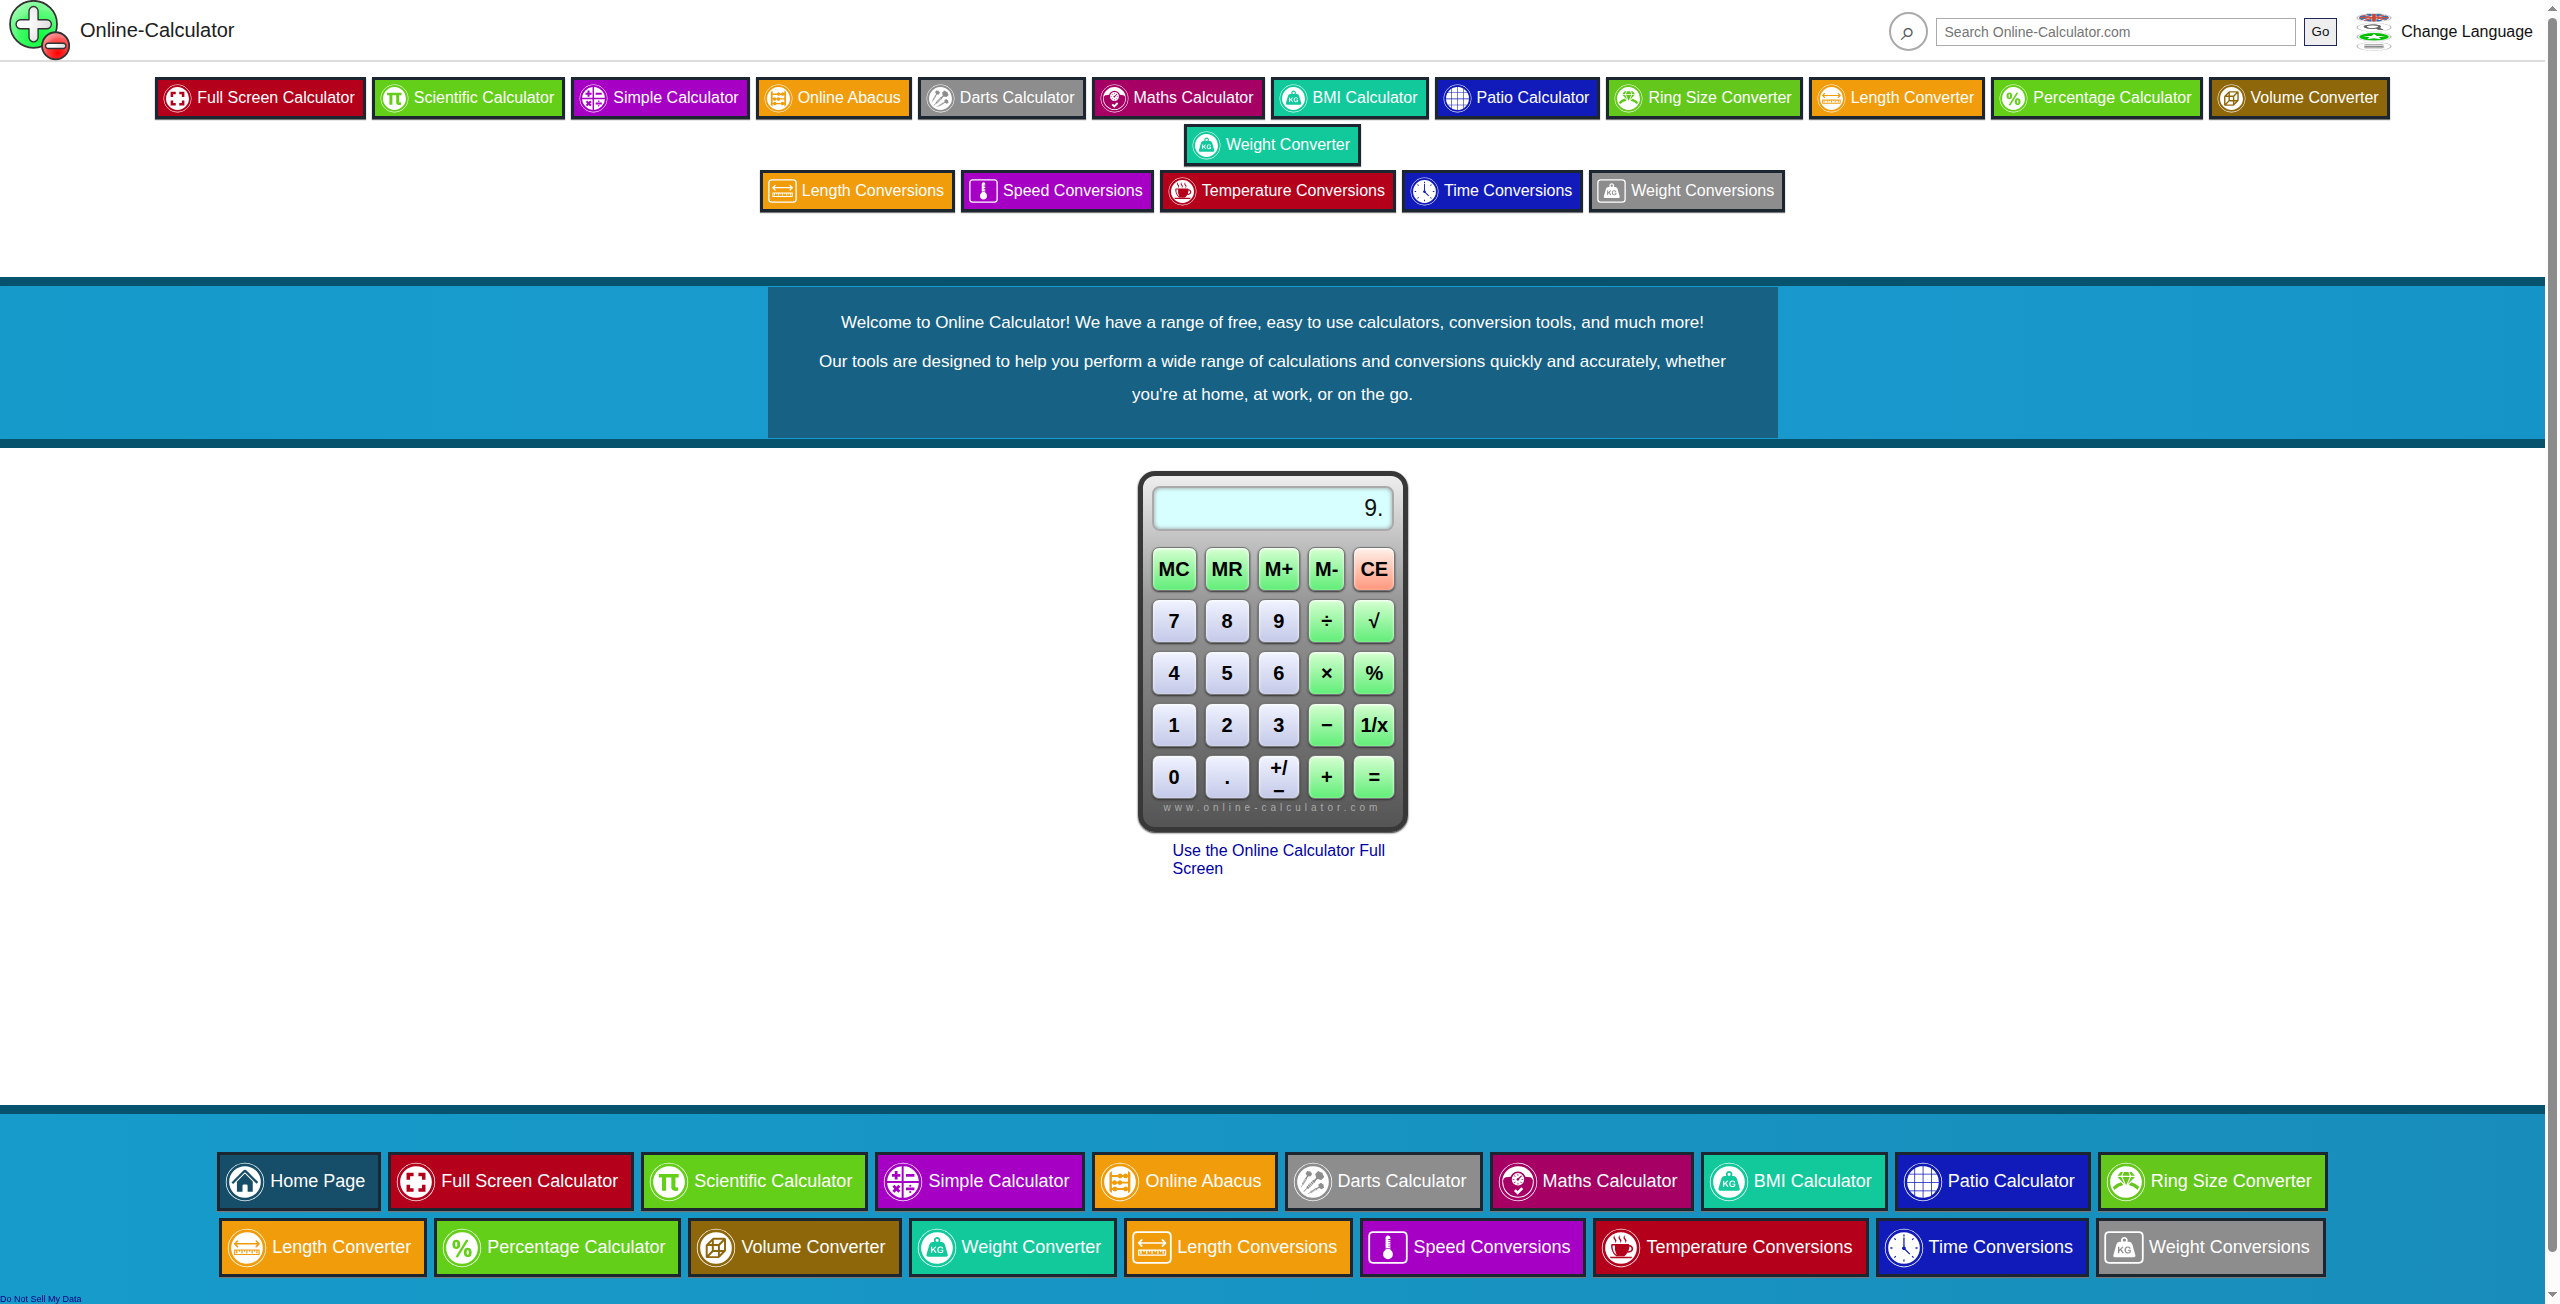 Online-Calculator
Search Online-Calculator.com
Go
Change Language
Full Screen Calculator
Scientific Calculator
Simple Calculator
Online Abacus
Darts Calculator
Maths Calculator
BMI Calculator
Patio Calculator
Ring Size Converter
Length Converter
Percentage Calculator
Volume Converter
Weight Converter
Length Conversions
Speed Conversions
Temperature Conversions
Time Conversions
Weight Conversions
Welcome to Online Calculator! We have a range of free, easy to use calculators, conversion tools, and much more!
Our tools are designed to help you perform a wide range of calculations and conversions quickly and accurately, whether
you're at home, at work, or on the go.
9.
MC MR M+ M- CE
7 8 9 ÷ √
4 5 6 × %
1 2 3 − 1/x
0 . +/− + =
www.online-calculator.com
Use the Online Calculator Full
Screen
Home Page
Full Screen Calculator
Scientific Calculator
Simple Calculator
Online Abacus
Darts Calculator
Maths Calculator
BMI Calculator
Patio Calculator
Ring Size Converter
Length Converter
Percentage Calculator
Volume Converter
Weight Converter
Length Conversions
Speed Conversions
Temperature Conversions
Time Conversions
Weight Conversions
Do Not Sell My Data